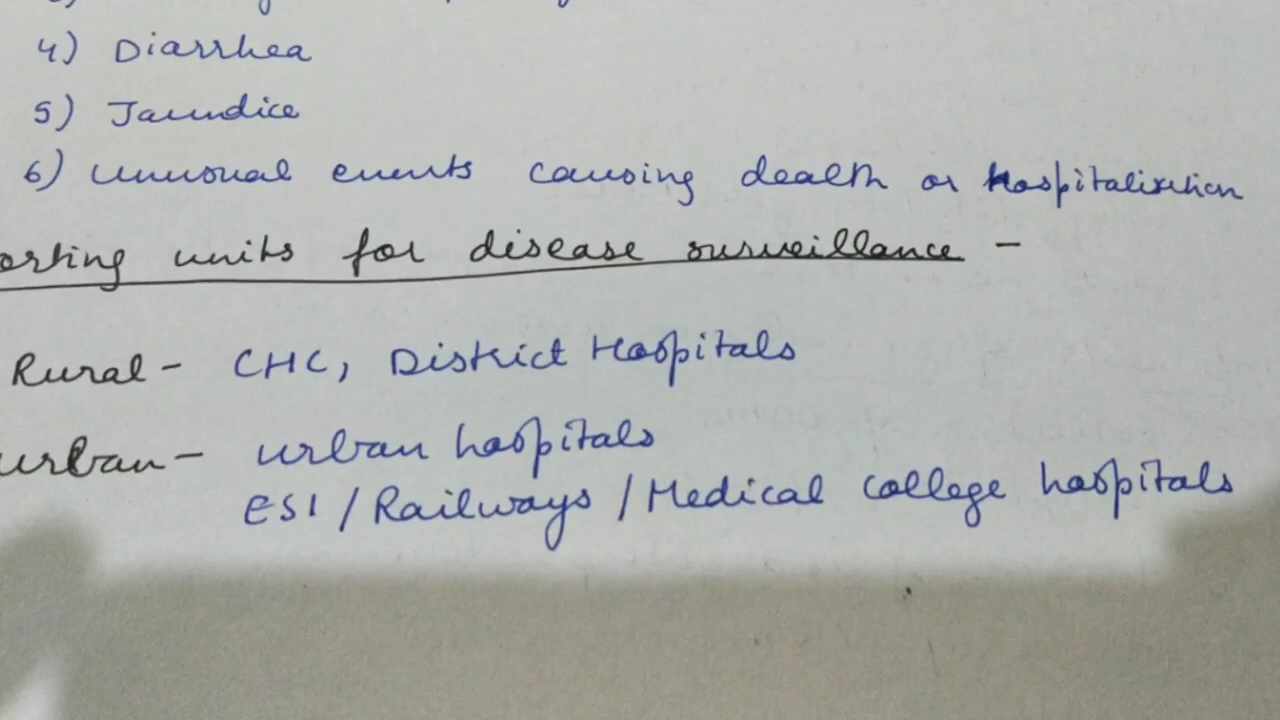 4) Diarrhea
5) Jaundice
6) unusual events causing death or hospitalisation
orting units for disease surveillance -
Rural - CHC, District Hospitals
urban - urban hospitals
ESI / Railways / Medical college hospitals